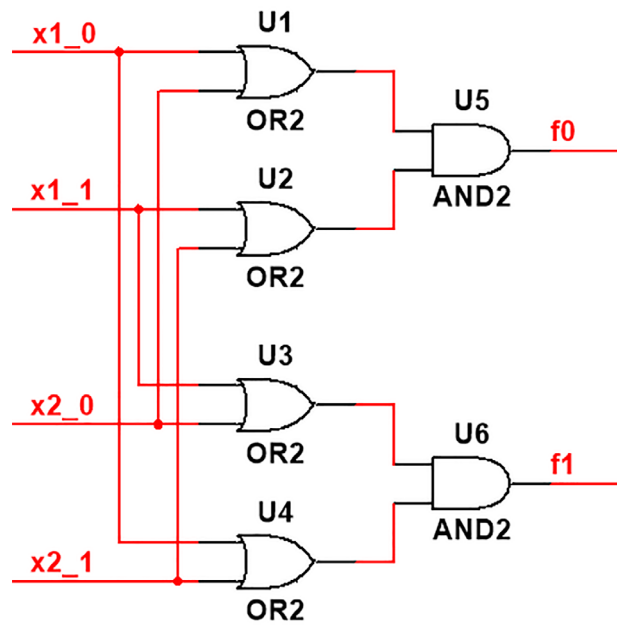 x1_0
U1
OR2
U5
f0
AND2
x1_1
U2
OR2
x2_0
U3
OR2
U6
f1
AND2
x2_1
U4
OR2